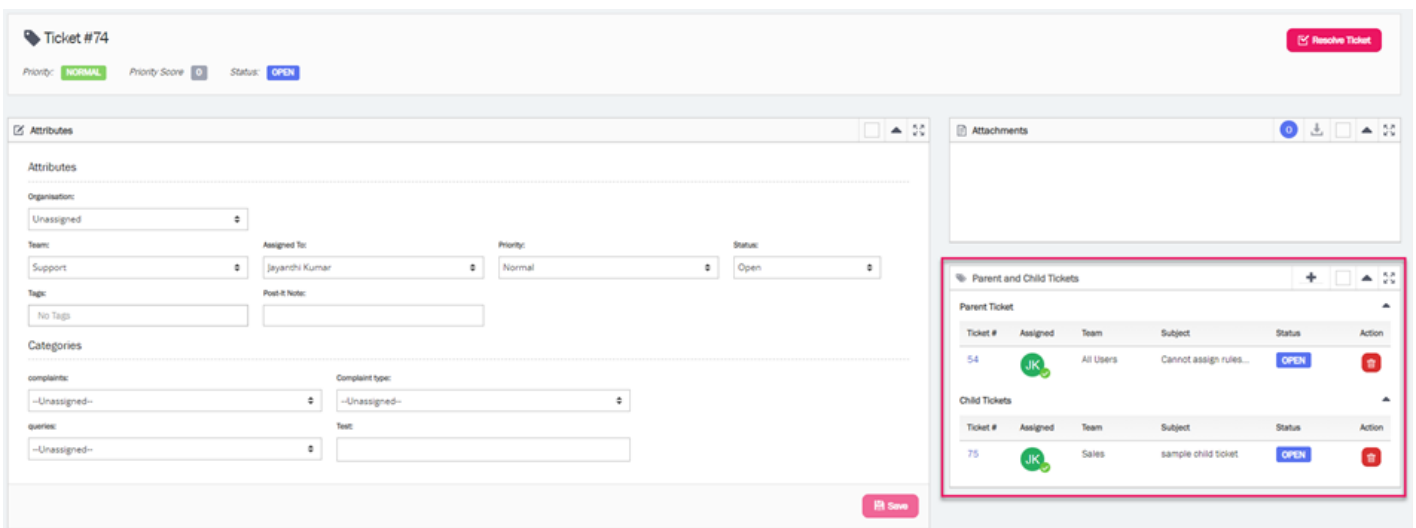 Ticket #74
Resolve Ticket
Priority: NORMAL Priority Score 0 Status: OPEN
Attributes
Attachments 0
Attributes
Organisation:
Unassigned
Team: Assigned To: Priority: Status:
Support Jayanthi Kumar Normal Open
Tags: Post-It Note:
No Tags
Categories
complaints: Complaint type:
--Unassigned-- --Unassigned--
queries: Test:
--Unassigned--
Save
Parent and Child Tickets
Parent Ticket
Ticket # Assigned Team Subject Status Action
54 JK All Users Cannot assign rules... OPEN
Child Tickets
Ticket # Assigned Team Subject Status Action
75 JK Sales sample child ticket OPEN